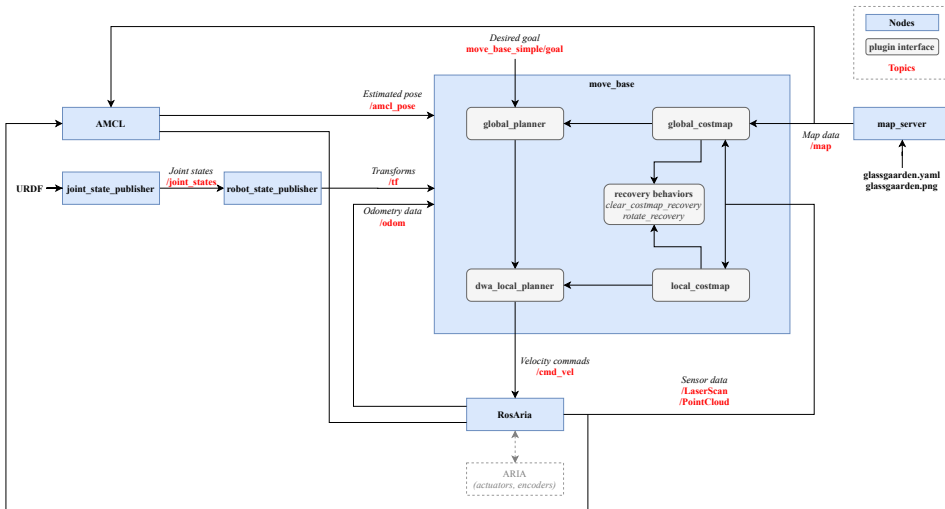 Desired goal
move_base_simple/goal
Nodes
plugin interface
Topics
move_base
Estimated pose
/amcl_pose
AMCL
global_planner
global_costmap
Map data
/map
map_server
glassgaarden.yaml
glassgaarden.png
URDF
joint_state_publisher
Joint states
/joint_states
robot_state_publisher
Transforms
/tf
Odometry data
/odom
recovery behaviors
clear_costmap_recovery
rotate_recovery
dwa_local_planner
local_costmap
Velocity commads
/cmd_vel
Sensor data
/LaserScan
/PointCloud
RosAria
ARIA
(actuators, encoders)